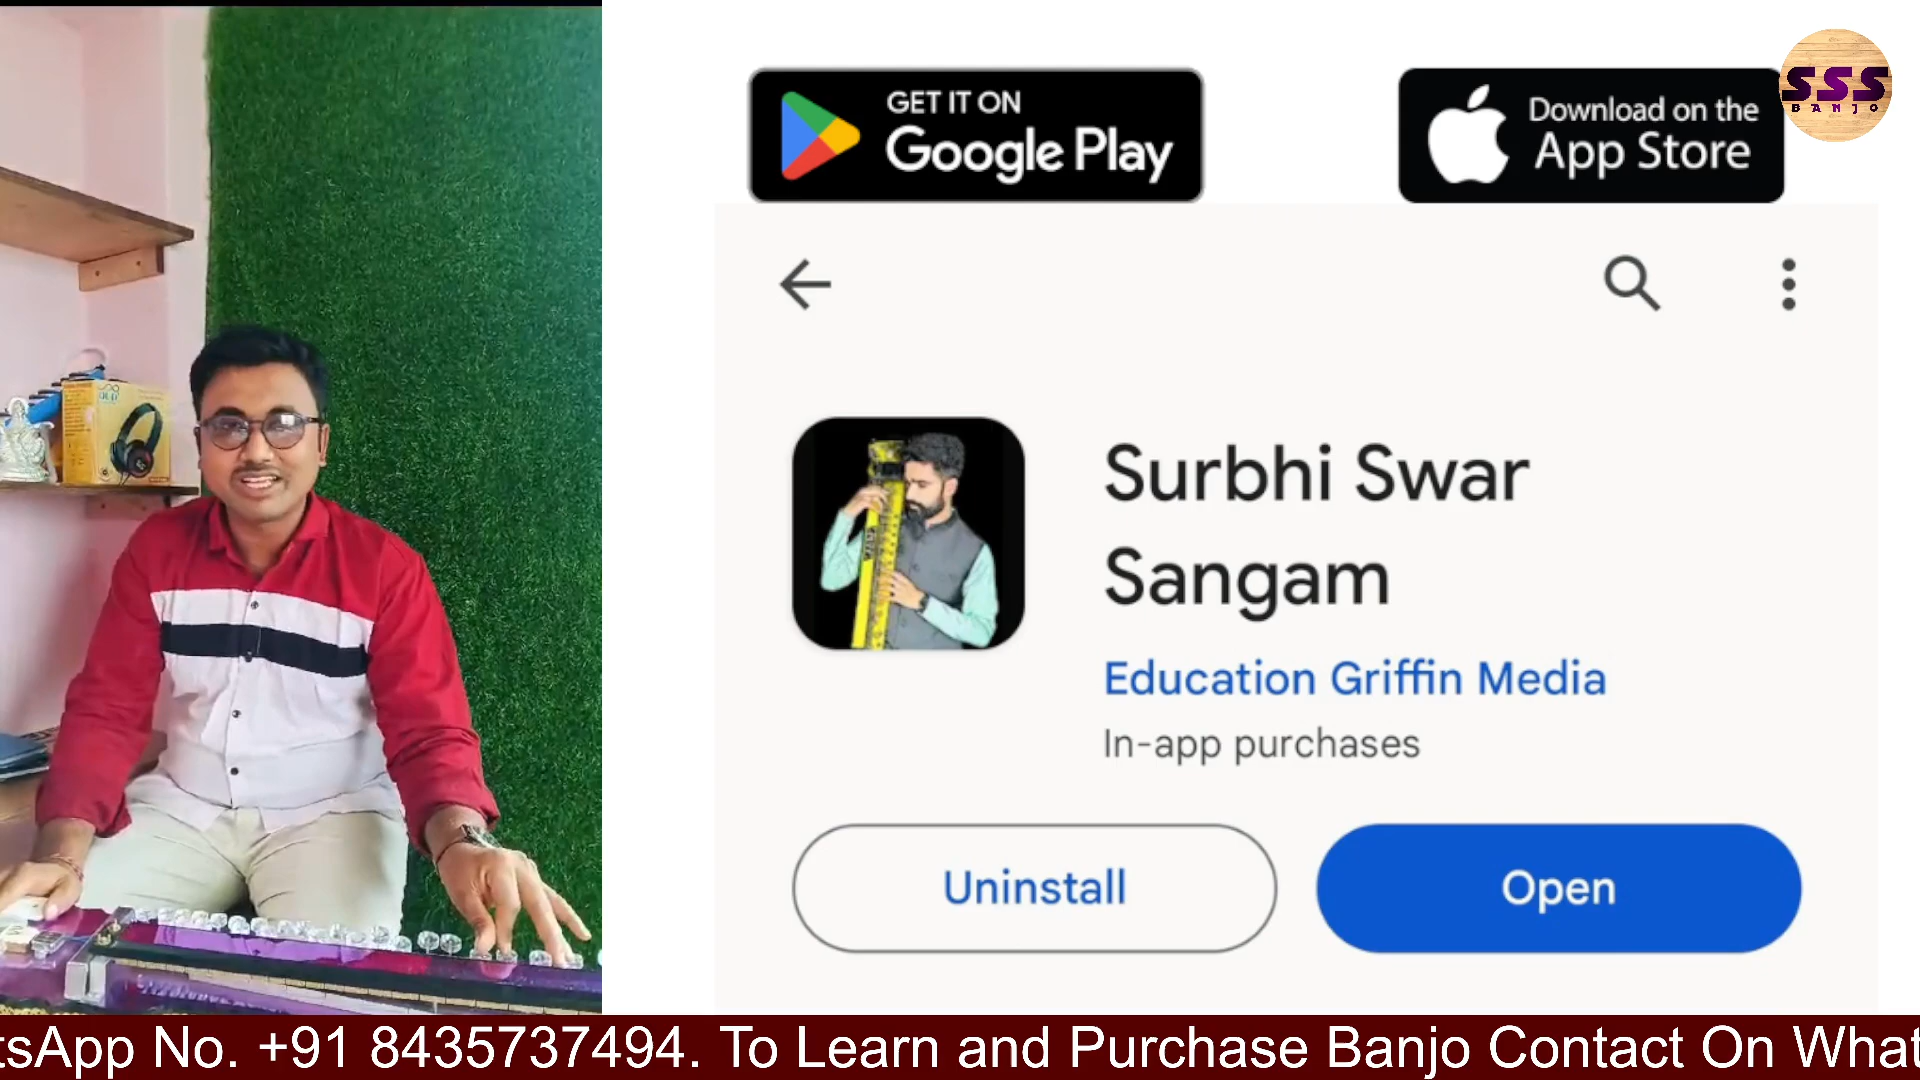 GET IT ON
Google Play
Download on the
App Store
SSS
BANJO
Surbhi Swar
Sangam
Education Griffin Media
In-app purchases
Uninstall
Open
tsApp No. +91 8435737494. To Learn and Purchase Banjo Contact On What